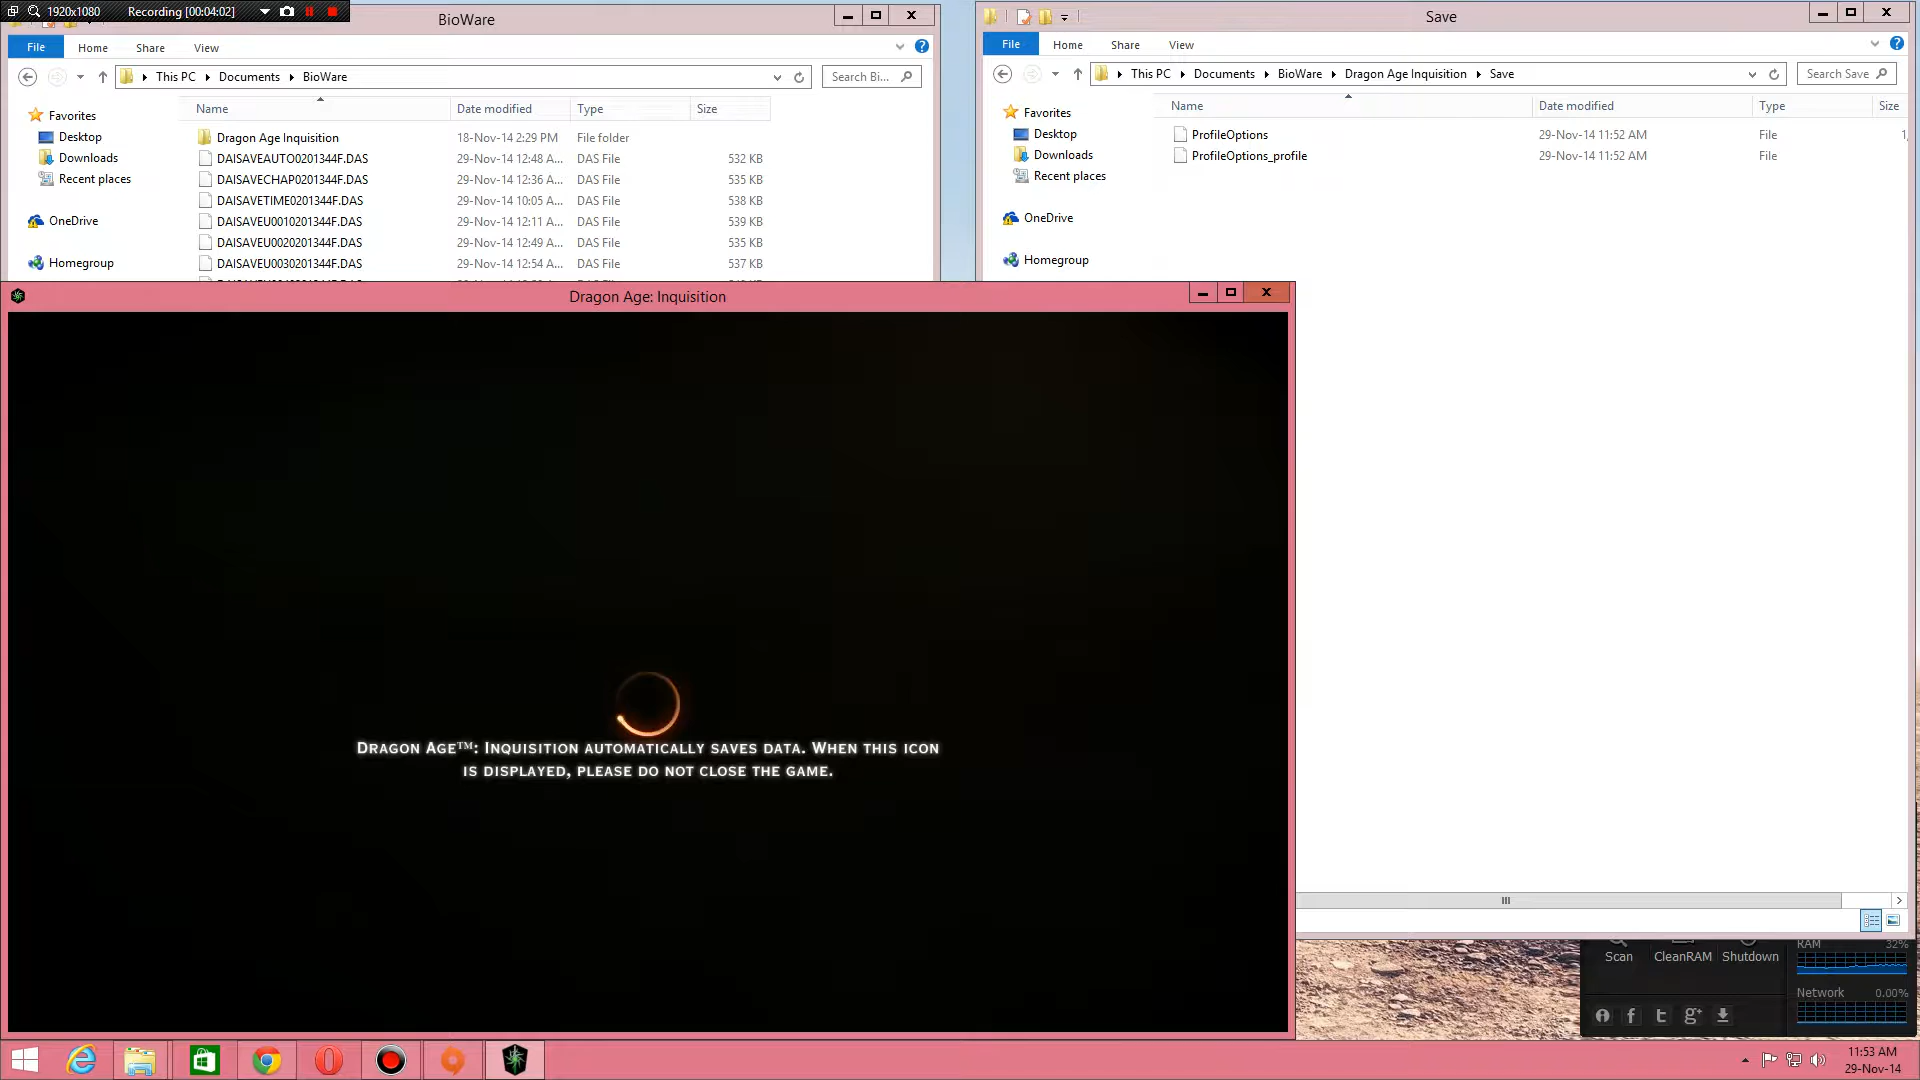 1920x1080 Recording [00:04:02]
BioWare
File Home Share View
This PC Documents BioWare
Search Bi...
Name Date modified Type Size
Favorites
Desktop
Downloads
Recent places
OneDrive
Homegroup
Dragon Age Inquisition 18-Nov-14 2:29 PM File folder
DAISAVEAUTO0201344F.DAS 29-Nov-14 12:48 A... DAS File 532 KB
DAISAVECHAP0201344F.DAS 29-Nov-14 12:36 A... DAS File 535 KB
DAISAVETIME0201344F.DAS 29-Nov-14 10:05 A... DAS File 538 KB
DAISAVEU0010201344F.DAS 29-Nov-14 12:11 A... DAS File 539 KB
DAISAVEU0020201344F.DAS 29-Nov-14 12:49 A... DAS File 535 KB
DAISAVEU0030201344F.DAS 29-Nov-14 12:54 A... DAS File 537 KB
Save
File Home Share View
This PC Documents BioWare Dragon Age Inquisition Save
Search Save
Name Date modified Type Size
Favorites
Desktop
Downloads
Recent places
OneDrive
Homegroup
ProfileOptions 29-Nov-14 11:52 AM File
ProfileOptions_profile 29-Nov-14 11:52 AM File
Dragon Age: Inquisition
Dragon Age™: Inquisition automatically saves data. When this icon
is displayed, please do not close the game.
Scan CleanRAM Shutdown
RAM 32%
Network 0.00%
11:53 AM
29-Nov-14